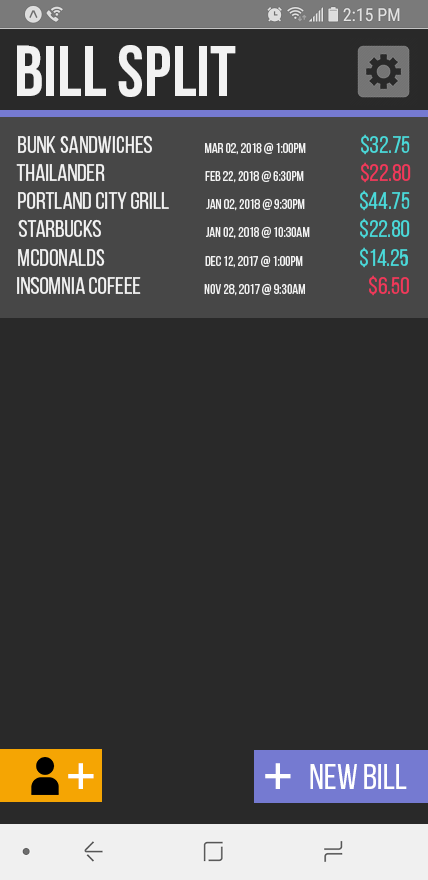 2:15 PM
BILL SPLIT
BUNK SANDWICHES MAR 02, 2018 @ 1:00PM $32.75
THAILANDER FEB 22, 2018 @ 6:30PM $22.80
PORTLAND CITY GRILL JAN 02, 2018 @ 9:30PM $44.75
STARBUCKS JAN 02, 2018 @ 10:30AM $22.80
MCDONALDS DEC 12, 2017 @ 1:00PM $14.25
INSOMNIA COFEEE NOV 28, 2017 @ 9:30AM $6.50
+ + NEW BILL